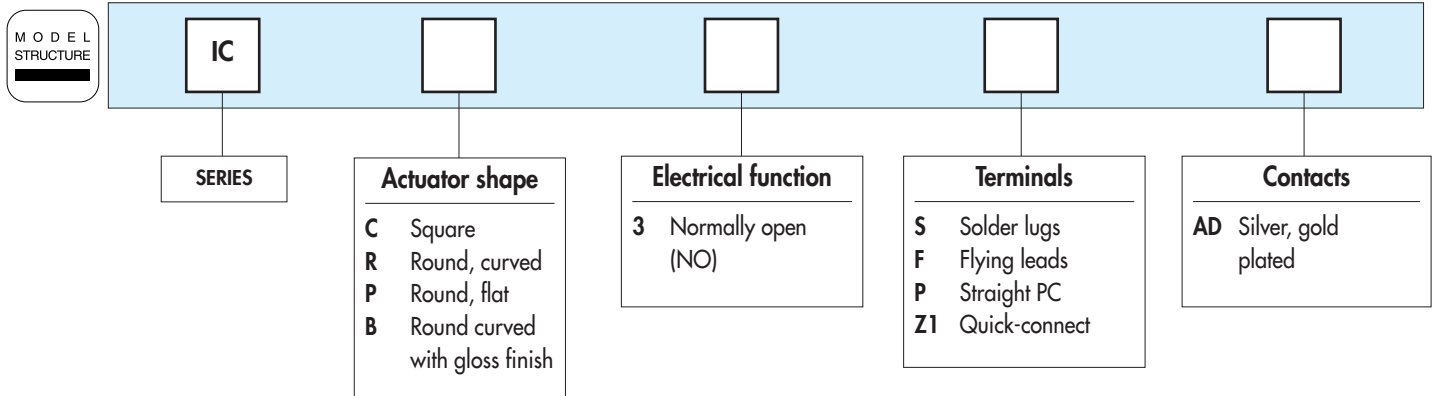 MODEL
STRUCTURE
IC
SERIES
Actuator shape
C Square
R Round, curved
P Round, flat
B Round curved
with gloss finish
Electrical function
3 Normally open
(NO)
Terminals
S Solder lugs
F Flying leads
P Straight PC
Z1 Quick-connect
Contacts
AD Silver, gold
plated